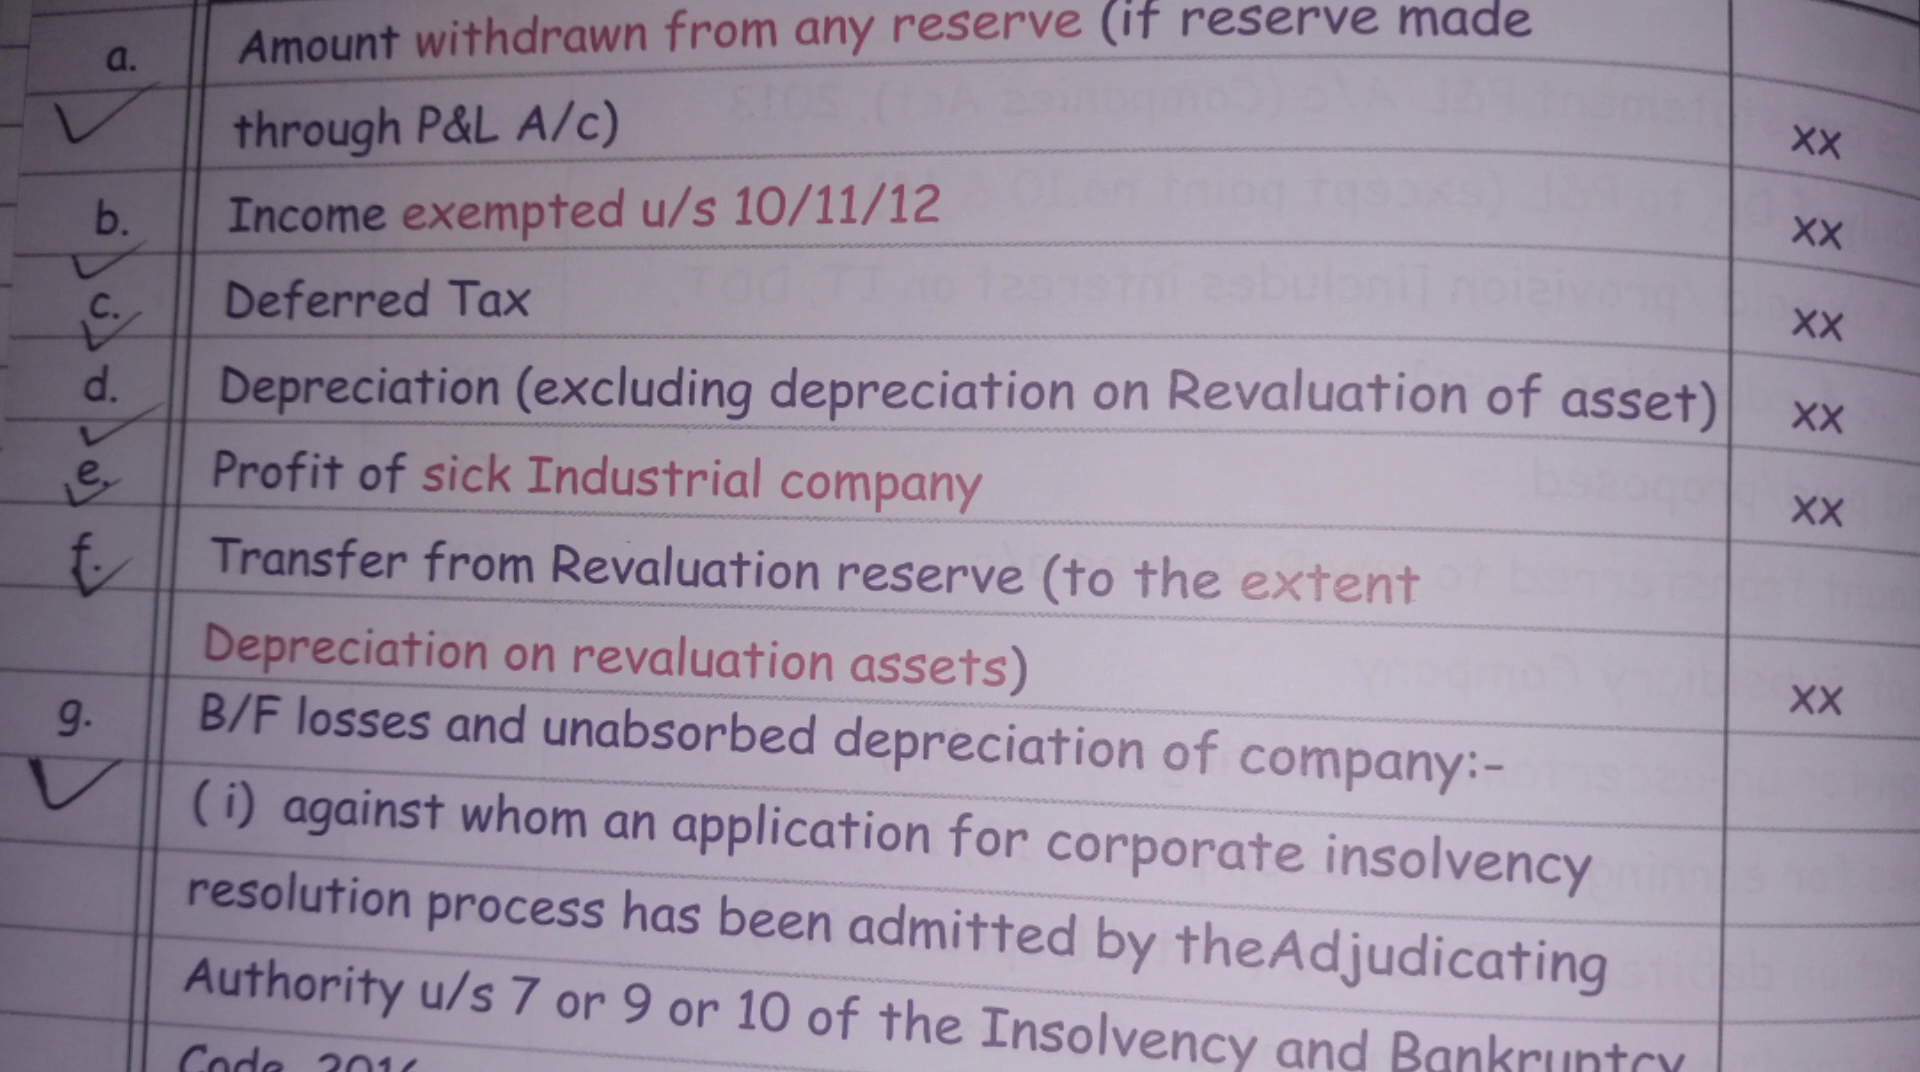 a. Amount withdrawn from any reserve (if reserve made
through P&L A/c) xx
b. Income exempted u/s 10/11/12 xx
c. Deferred Tax xx
d. Depreciation (excluding depreciation on Revaluation of asset) xx
e. Profit of sick Industrial company xx
f. Transfer from Revaluation reserve (to the extent
Depreciation on revaluation assets) xx
g. B/F losses and unabsorbed depreciation of company:-
(i) against whom an application for corporate insolvency
resolution process has been admitted by theAdjudicating
Authority u/s 7 or 9 or 10 of the Insolvency and Bankruptcy
Code, 2016